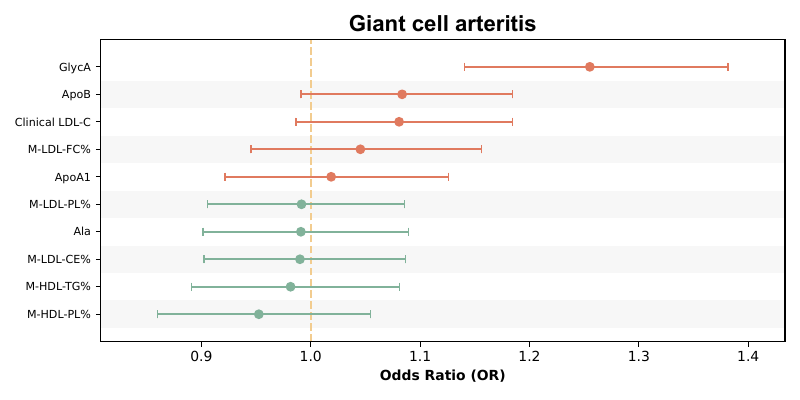 Giant cell arteritis
GlycA
ApoB
Clinical LDL-C
M-LDL-FC%
ApoA1
M-LDL-PL%
Ala
M-LDL-CE%
M-HDL-TG%
M-HDL-PL%
0.9 1.0 1.1 1.2 1.3 1.4
Odds Ratio (OR)